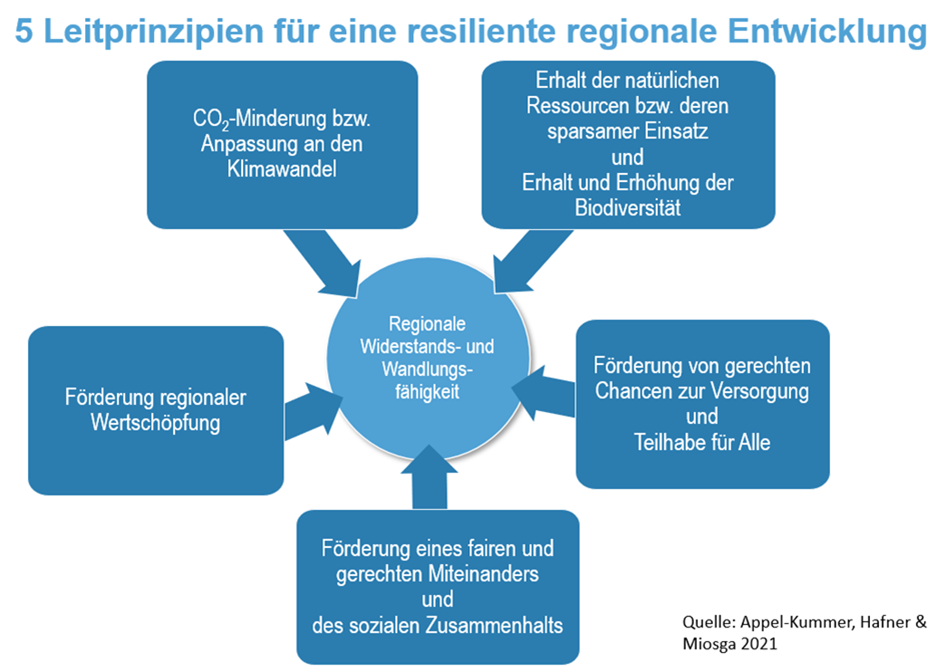 5 Leitprinzipien für eine resiliente regionale Entwicklung
CO₂-Minderung bzw.
Anpassung an den
Klimawandel
Erhalt der natürlichen
Ressourcen bzw. deren
sparsamer Einsatz
und
Erhalt und Erhöhung der
Biodiversität
Regionale
Widerstands- und
Wandlungs-
fähigkeit
Förderung regionaler
Wertschöpfung
Förderung von gerechten
Chancen zur Versorgung
und
Teilhabe für Alle
Förderung eines fairen und
gerechten Miteinanders
und
des sozialen Zusammenhalts
Quelle: Appel-Kummer, Hafner &
Miosga 2021